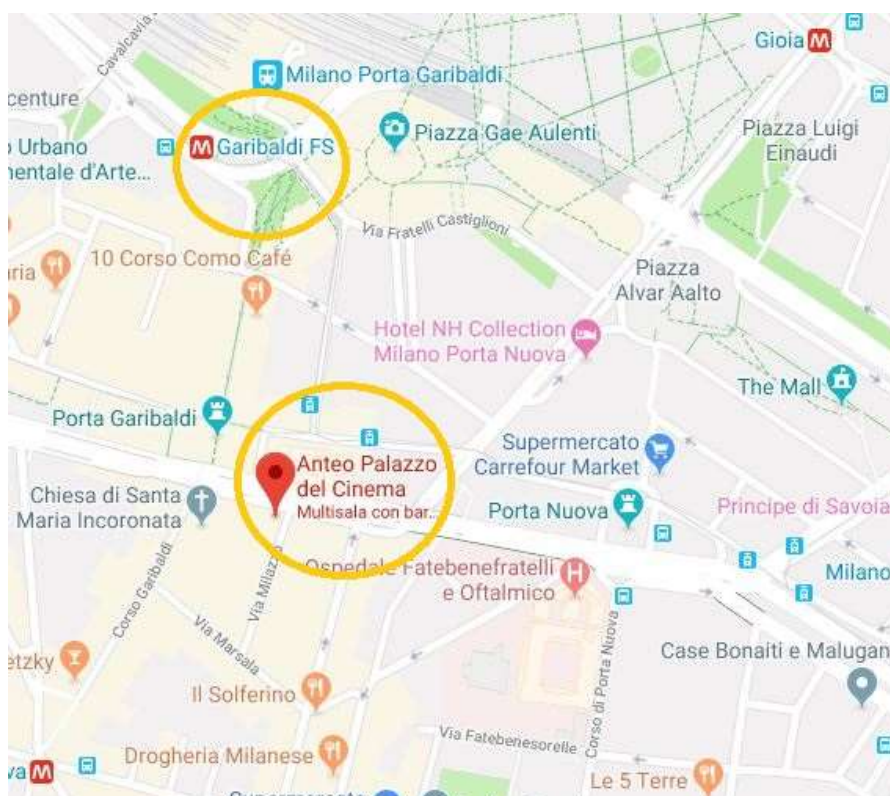 Gioia M
Cavalcavia
Milano Porta Garibaldi
centure
Piazza Gae Aulenti
Piazza Luigi
Einaudi
o Urbano
mentale d'Arte...
M Garibaldi FS
Via Fratelli Castiglioni
10 Corso Como Café
aria
Piazza
Alvar Aalto
Hotel NH Collection
Milano Porta Nuova
The Mall
Porta Garibaldi
Anteo Palazzo
del Cinema
Multisala con bar...
Supermercato
Carrefour Market
Chiesa di Santa
Maria Incoronata
Porta Nuova
Principe di Savoia
Ospedale Fatebenefratelli
e Oftalmico
H
Milano
Corso Garibaldi
Via Milazzo
Via Marsala
Corso di Porta Nuova
etzky
Case Bonaiti e Malugan
Il Solferino
Via Fatebenesorelle
Drogheria Milanese
va M
Le 5 Terre